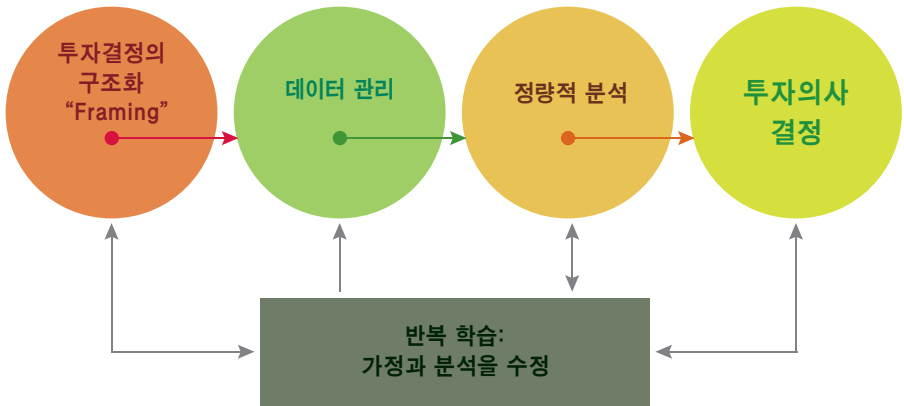 투자결정의
구조화
“Framing”
데이터 관리
정량적 분석
투자의사
결정
반복 학습:
가정과 분석을 수정